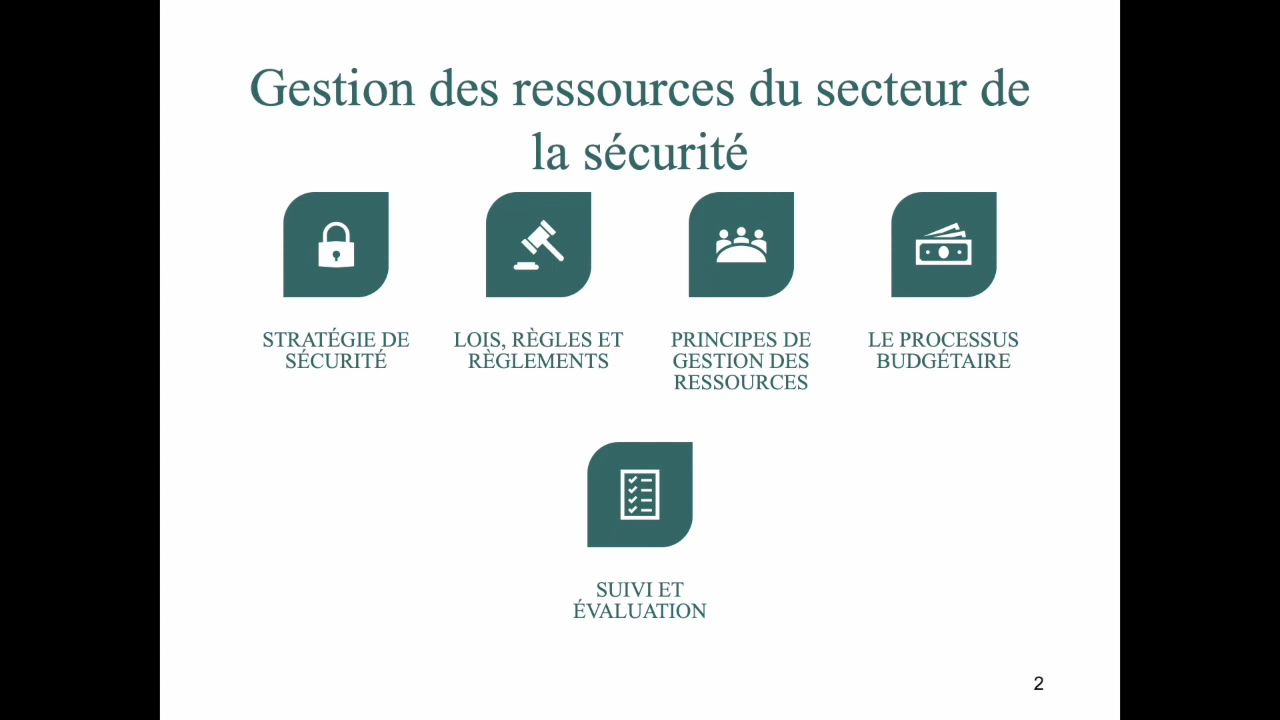 Gestion des ressources du secteur de
la sécurité
STRATÉGIE DE
SÉCURITÉ
LOIS, RÈGLES ET
RÈGLEMENTS
PRINCIPES DE
GESTION DES
RESSOURCES
LE PROCESSUS
BUDGÉTAIRE
SUIVI ET
ÉVALUATION
2